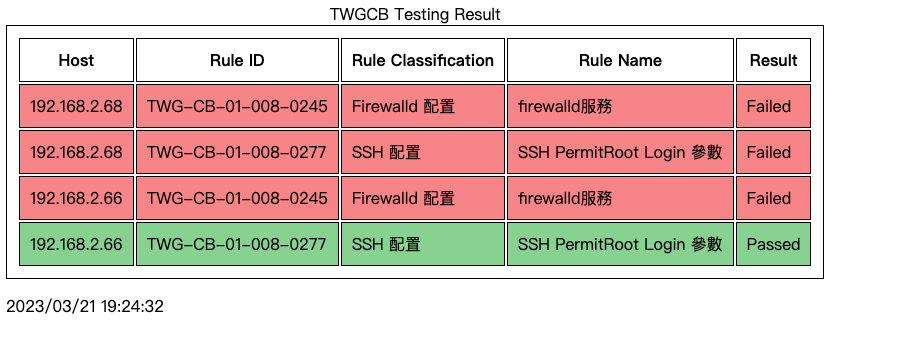 TWGCB Testing Result
Host Rule ID Rule Classification Rule Name Result
192.168.2.68 TWG-CB-01-008-0245 Firewalld 配置 firewalld服務 Failed
192.168.2.68 TWG-CB-01-008-0277 SSH 配置 SSH PermitRoot Login 參數 Failed
192.168.2.66 TWG-CB-01-008-0245 Firewalld 配置 firewalld服務 Failed
192.168.2.66 TWG-CB-01-008-0277 SSH 配置 SSH PermitRoot Login 參數 Passed
2023/03/21 19:24:32